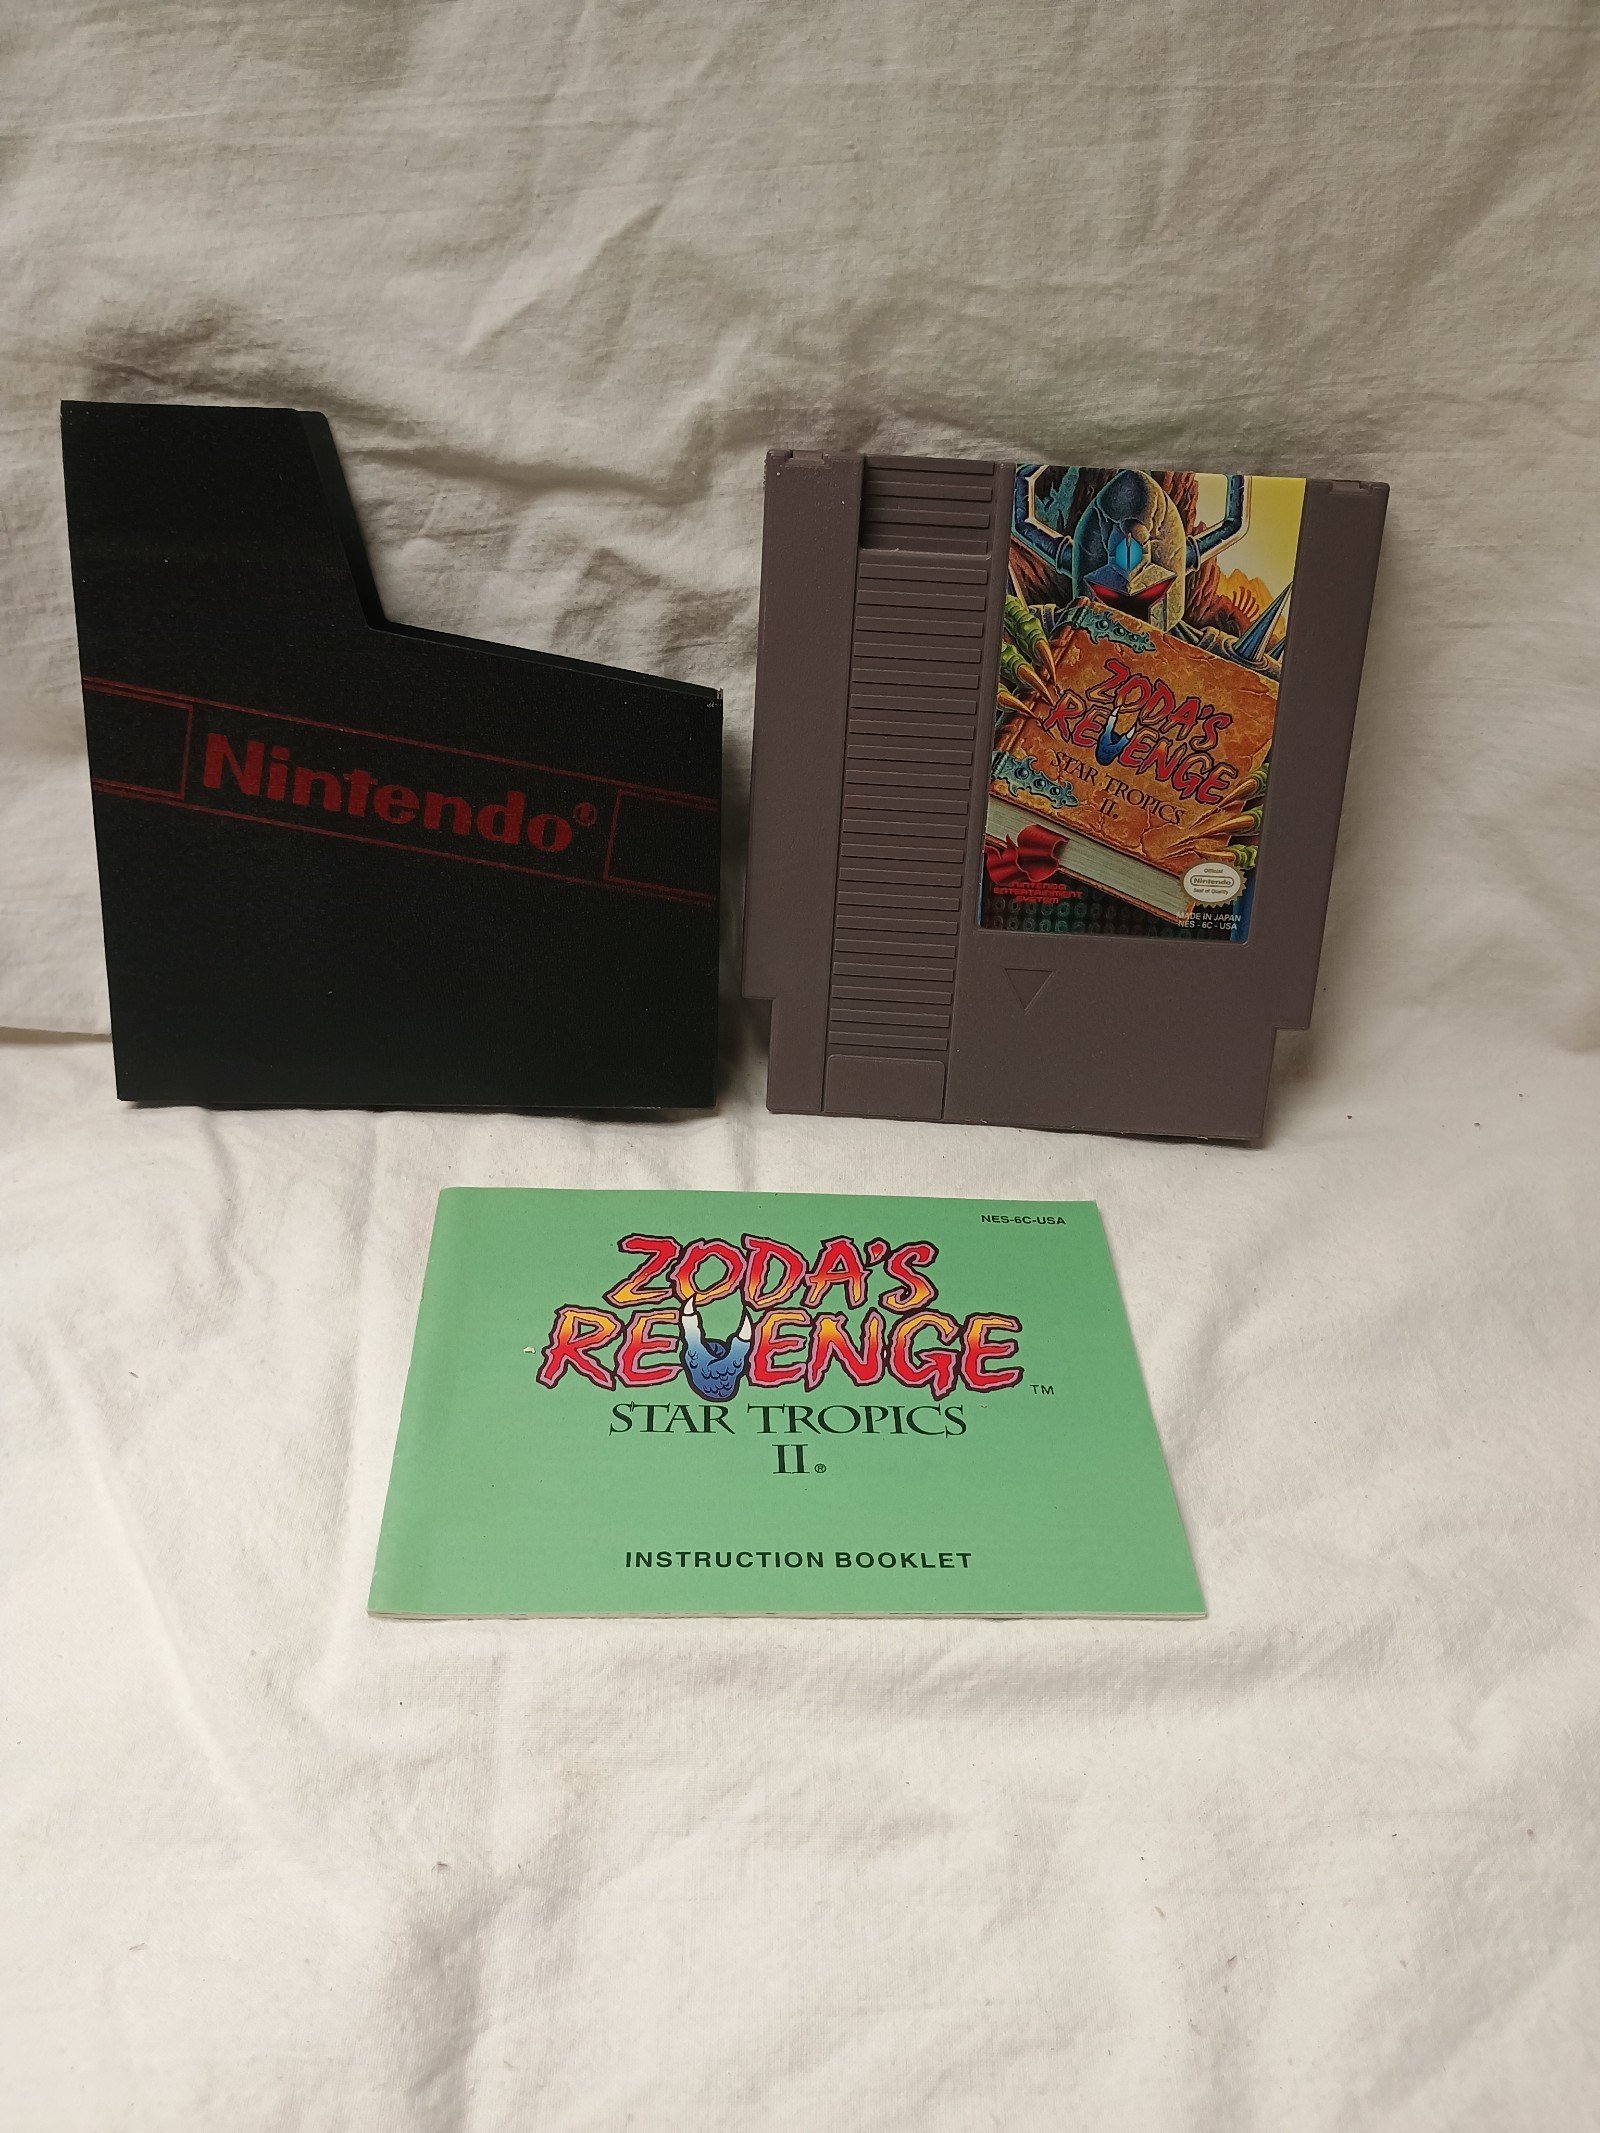 Nintendo®
ZODA'S
REVENGE
STAR TROPICS
II.
NINTENDO
ENTERTAINMENT
SYSTEM
Official
Nintendo
Seal of Quality
MADE IN JAPAN
NES - 6C - USA
NES-6C-USA
ZODA'S
REVENGE TM
STAR TROPICS
II®
INSTRUCTION BOOKLET